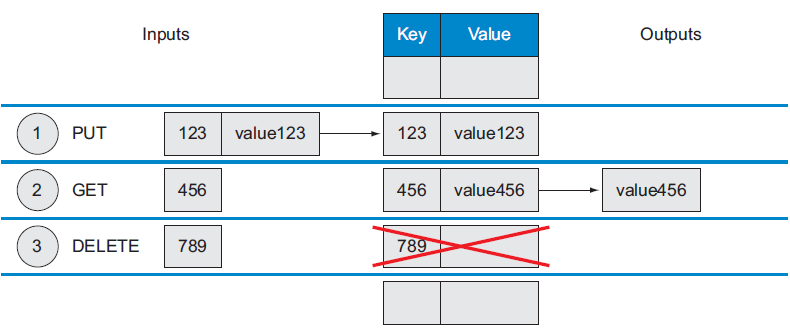 Inputs Key Value Outputs
1 PUT 123 value123 123 value123
2 GET 456 456 value456 value456
3 DELETE 789 789